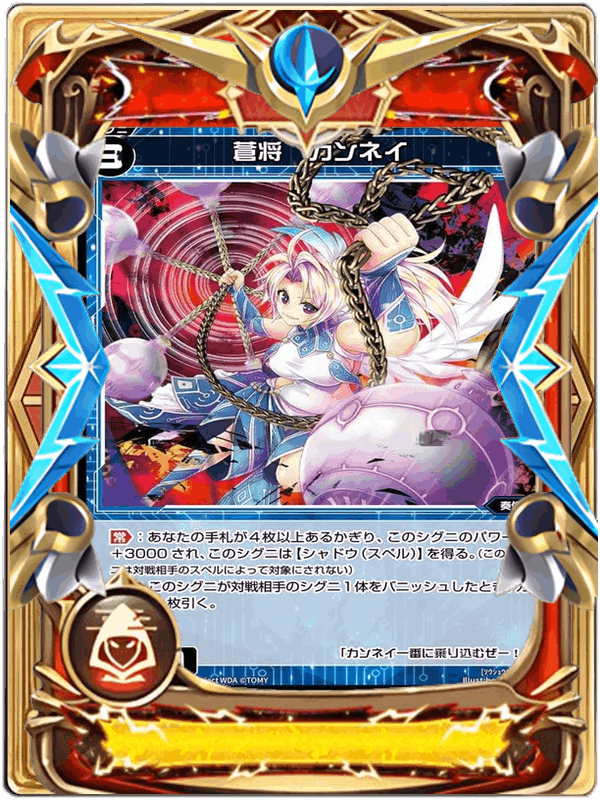 3
蒼将 カンネイ
奏
常：あなたの手札が４枚以上あるかぎり、このシグニのパワー
＋3000され、このシグニは【シャドウ（スペル）】を得る。（この
は対戦相手のスペルによって対象にされない）
このシグニが対戦相手のシグニ１体をバニッシュしたとき、
枚引く。
「カンネイ一番に乗り込むぜー！
ject WDA ©TOMY
Illust